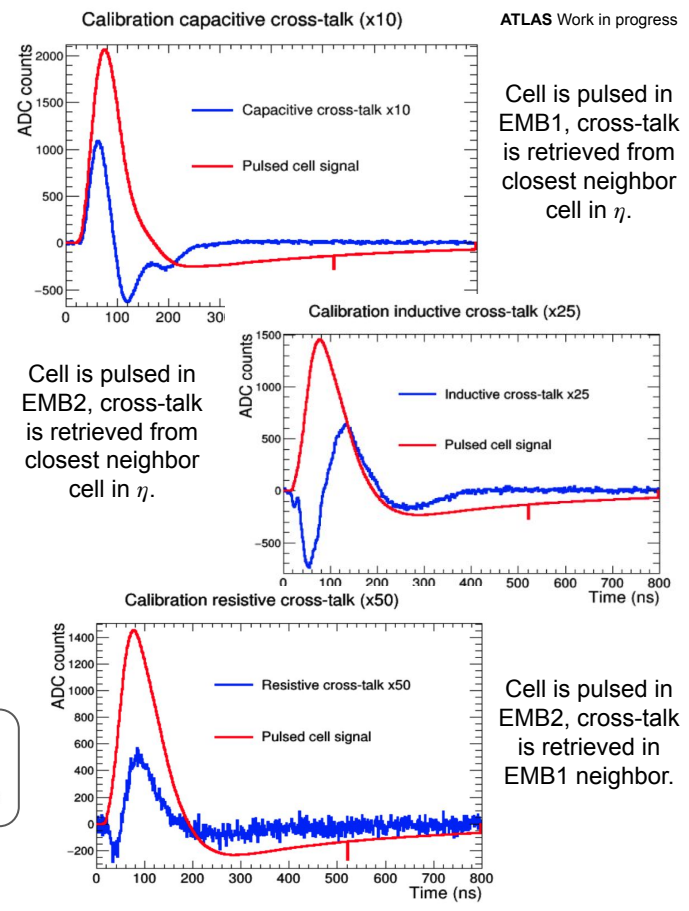 Calibration capacitive cross-talk (x10)
ATLAS Work in progress
ADC counts
2000
1500
1000
500
0
−500
Capacitive cross-talk x10
Pulsed cell signal
0 100 200 30
Cell is pulsed in
EMB1, cross-talk
is retrieved from
closest neighbor
cell in η.
Calibration inductive cross-talk (x25)
ADC counts
1500
1000
500
0
−500
Inductive cross-talk x25
Pulsed cell signal
0 100 200 300 400 500 600 700 800
Time (ns)
Cell is pulsed in
EMB2, cross-talk
is retrieved from
closest neighbor
cell in η.
Calibration resistive cross-talk (x50)
ADC counts
1400
1200
1000
800
600
400
200
0
−200
Resistive cross-talk x50
Pulsed cell signal
0 100 200 300 400 500 600 700 800
Time (ns)
Cell is pulsed in
EMB2, cross-talk
is retrieved in
EMB1 neighbor.